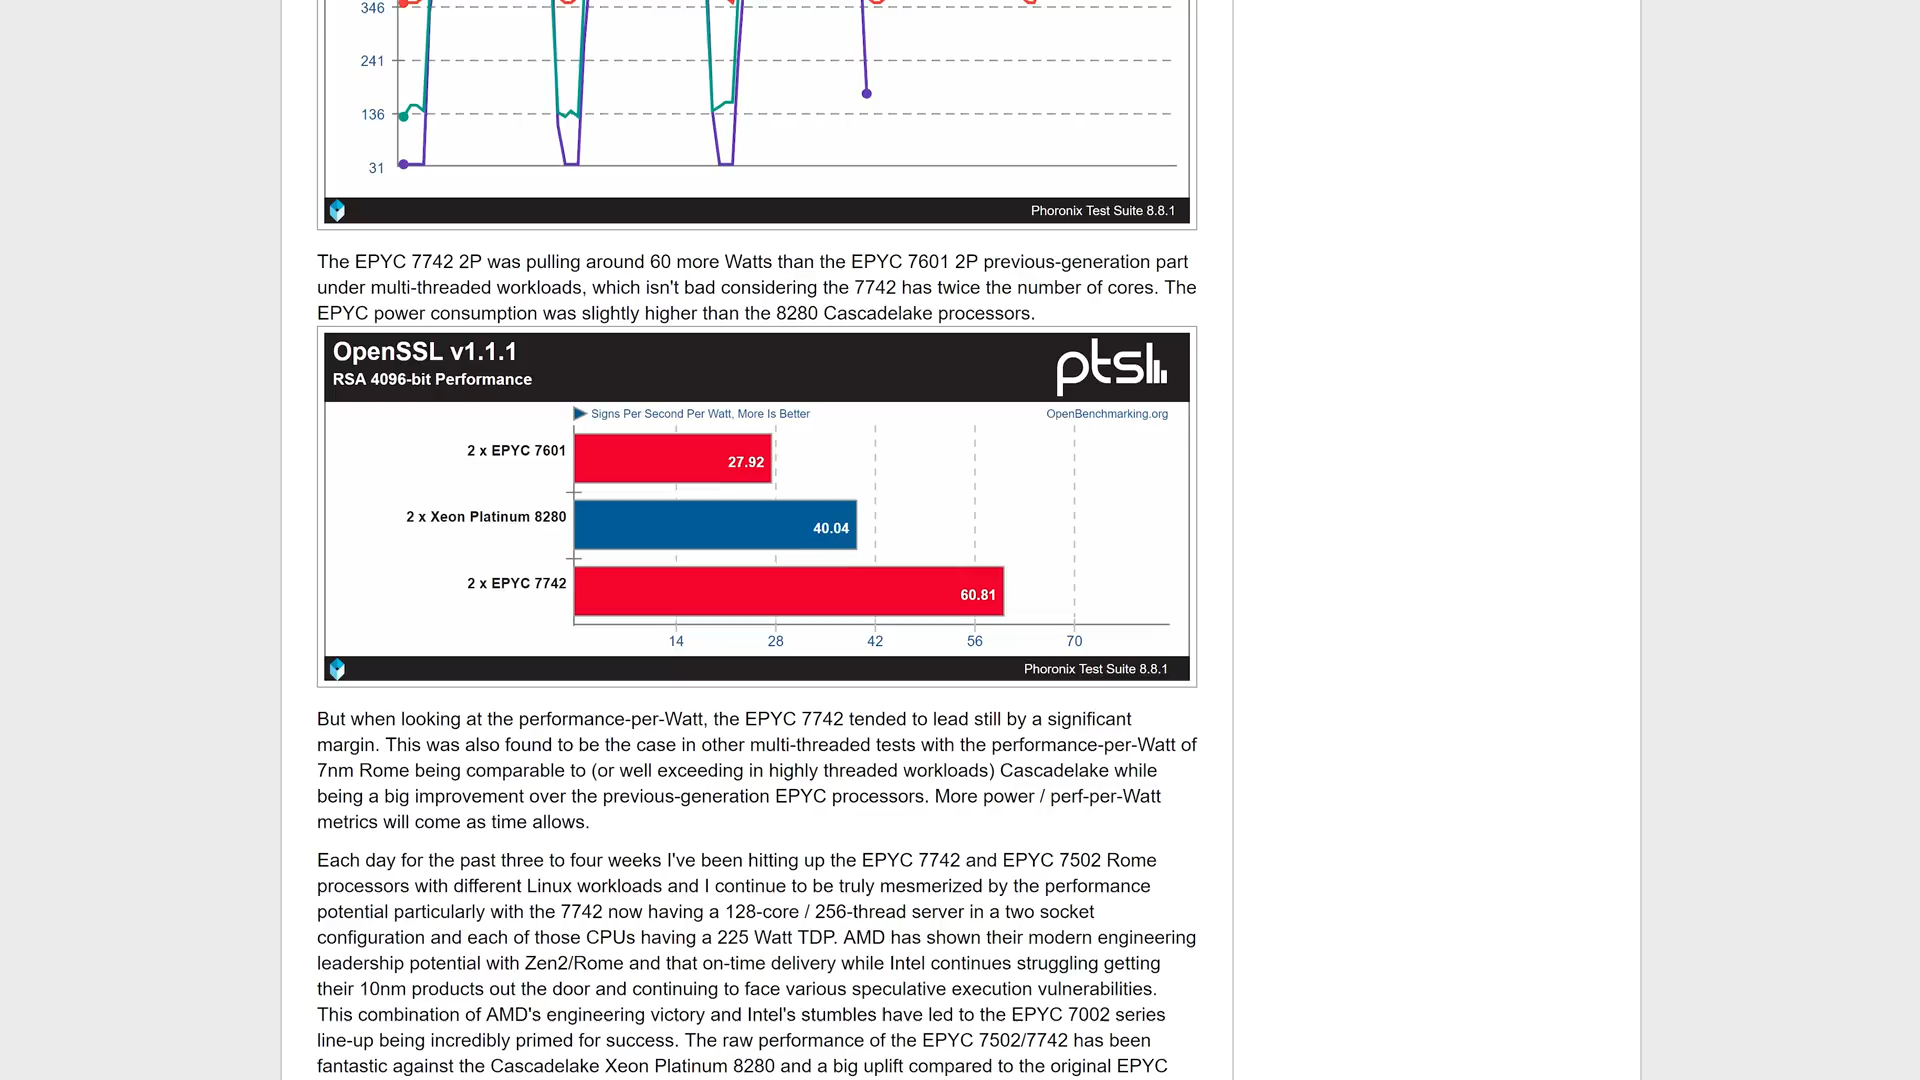 346
241
136
31
Phoronix Test Suite 8.8.1
The EPYC 7742 2P was pulling around 60 more Watts than the EPYC 7601 2P previous-generation part
under multi-threaded workloads, which isn't bad considering the 7742 has twice the number of cores. The
EPYC power consumption was slightly higher than the 8280 Cascadelake processors.
OpenSSL v1.1.1
RSA 4096-bit Performance
pts
Signs Per Second Per Watt, More Is Better
OpenBenchmarking.org
2 x EPYC 7601
27.92
2 x Xeon Platinum 8280
40.04
2 x EPYC 7742
60.81
14 28 42 56 70
Phoronix Test Suite 8.8.1
But when looking at the performance-per-Watt, the EPYC 7742 tended to lead still by a significant
margin. This was also found to be the case in other multi-threaded tests with the performance-per-Watt of
7nm Rome being comparable to (or well exceeding in highly threaded workloads) Cascadelake while
being a big improvement over the previous-generation EPYC processors. More power / perf-per-Watt
metrics will come as time allows.
Each day for the past three to four weeks I've been hitting up the EPYC 7742 and EPYC 7502 Rome
processors with different Linux workloads and I continue to be truly mesmerized by the performance
potential particularly with the 7742 now having a 128-core / 256-thread server in a two socket
configuration and each of those CPUs having a 225 Watt TDP. AMD has shown their modern engineering
leadership potential with Zen2/Rome and that on-time delivery while Intel continues struggling getting
their 10nm products out the door and continuing to face various speculative execution vulnerabilities.
This combination of AMD's engineering victory and Intel's stumbles have led to the EPYC 7002 series
line-up being incredibly primed for success. The raw performance of the EPYC 7502/7742 has been
fantastic against the Cascadelake Xeon Platinum 8280 and a big uplift compared to the original EPYC